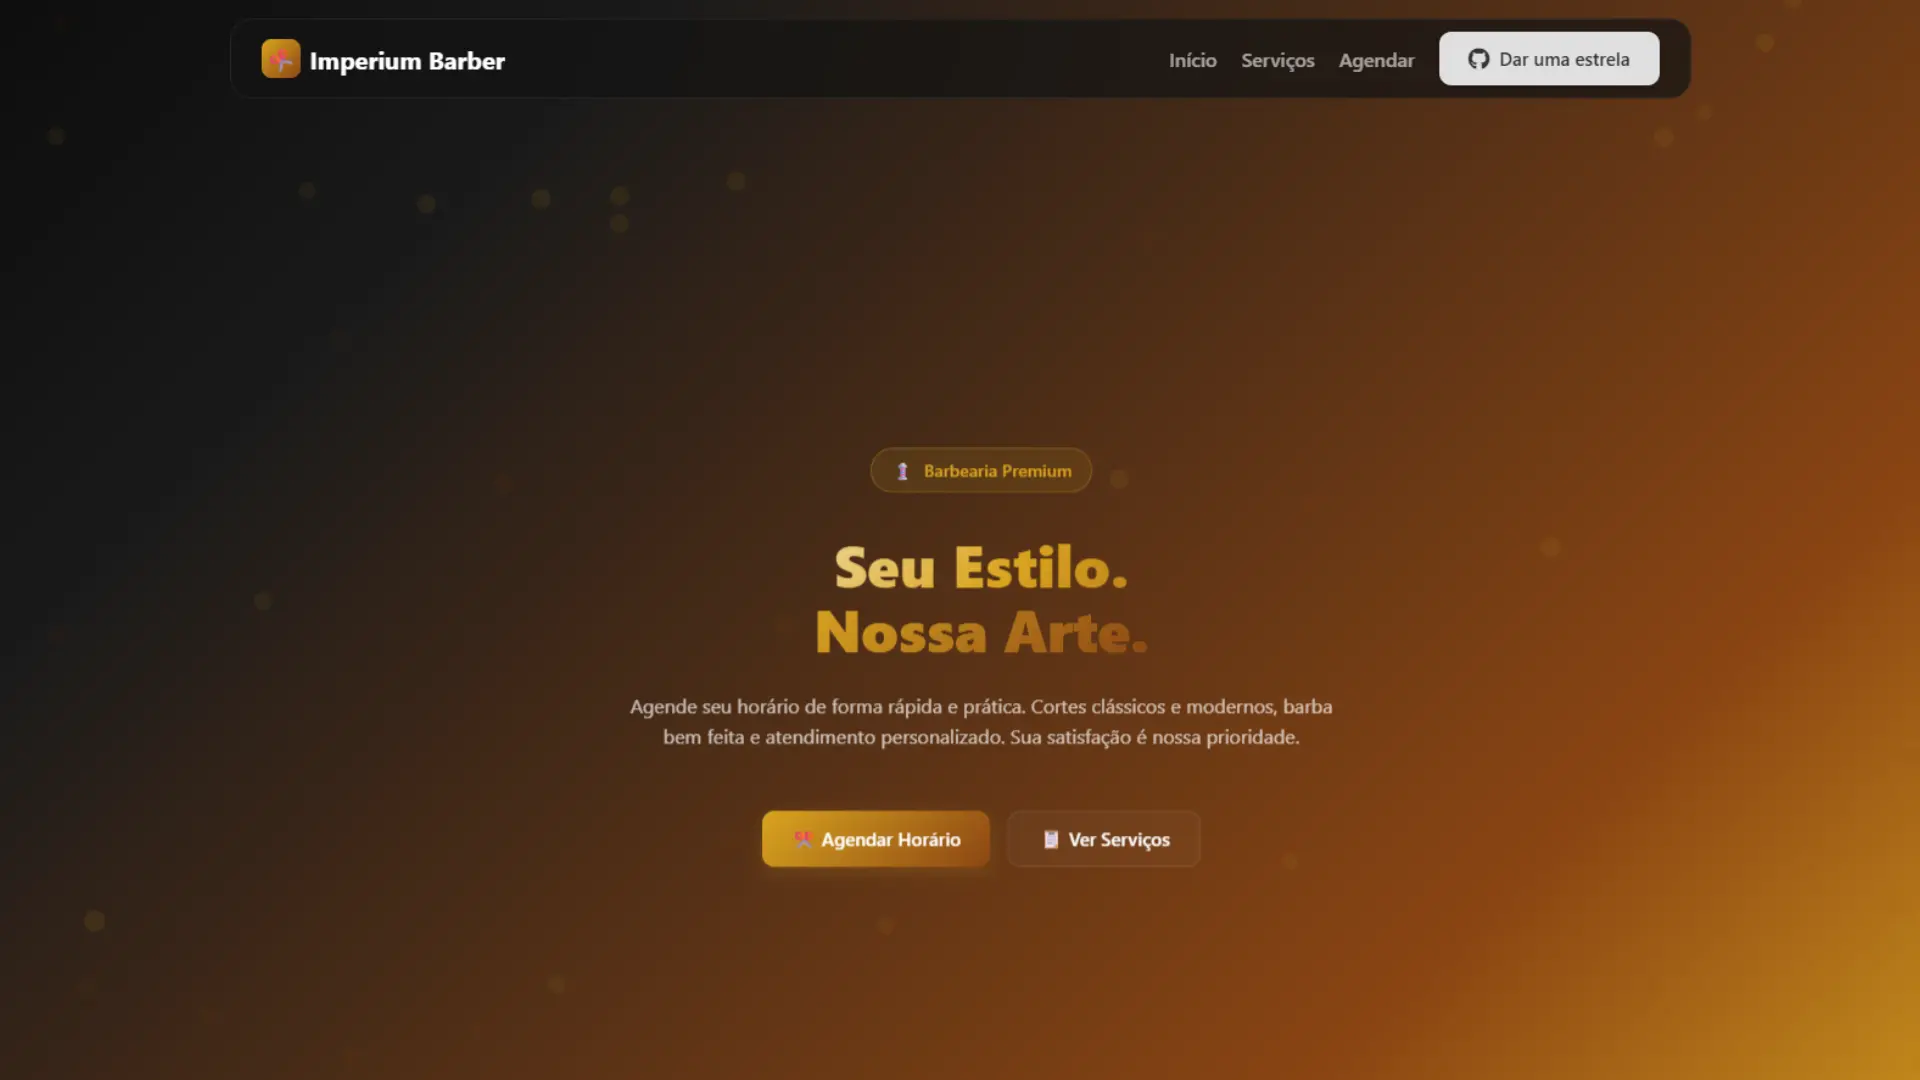 Imperium Barber
Início
Serviços
Agendar
Dar uma estrela
Barbearia Premium
Seu Estilo.
Nossa Arte.
Agende seu horário de forma rápida e prática. Cortes clássicos e modernos, barba
bem feita e atendimento personalizado. Sua satisfação é nossa prioridade.
Agendar Horário
Ver Serviços